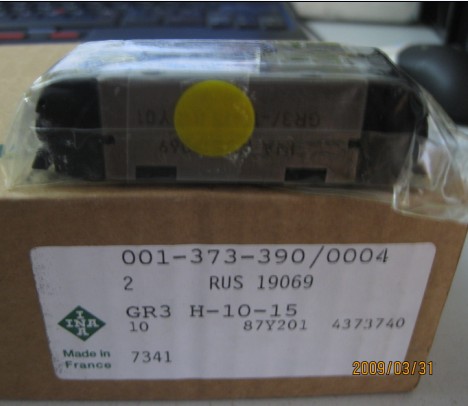 001-373-390/0004
2 RUS 19069
GR3 H-10-15
10 87Y201 4373740
INA
Made in
France
7341
2009/03/31